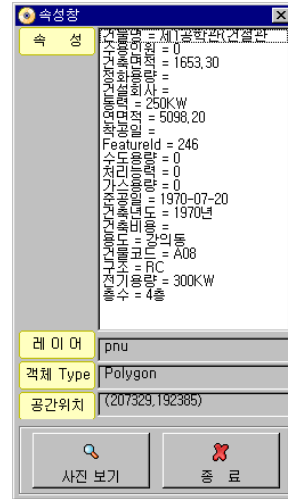 속성창
속 성
건물명 = 제1공학관(건설관
수용인원 = 0
건축면적 = 1653,30
정화용량 =
건설회사 =
동력 = 250KW
연면적 = 5098,20
착공일 =
FeatureId = 246
수도용량 = 0
처리능력 = 0
가스용량 = 0
준공일 = 1970-07-20
건축년도 = 1970년
건축비용 =
용도 = 강의동
건물코드 = A08
구조 = RC
전기용량 = 300KW
층수 = 4층
레 이 어
pnu
객체 Type
Polygon
공간위치
(207329,192385)
사진 보기
종 료